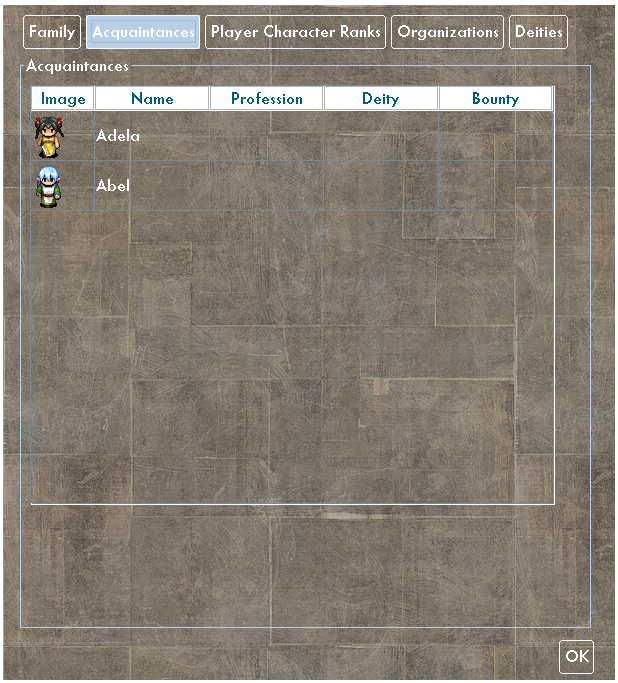 Family Acquaintances Player Character Ranks Organizations Deities
Acquaintances
Image Name Profession Deity Bounty
Adela
Abel
OK